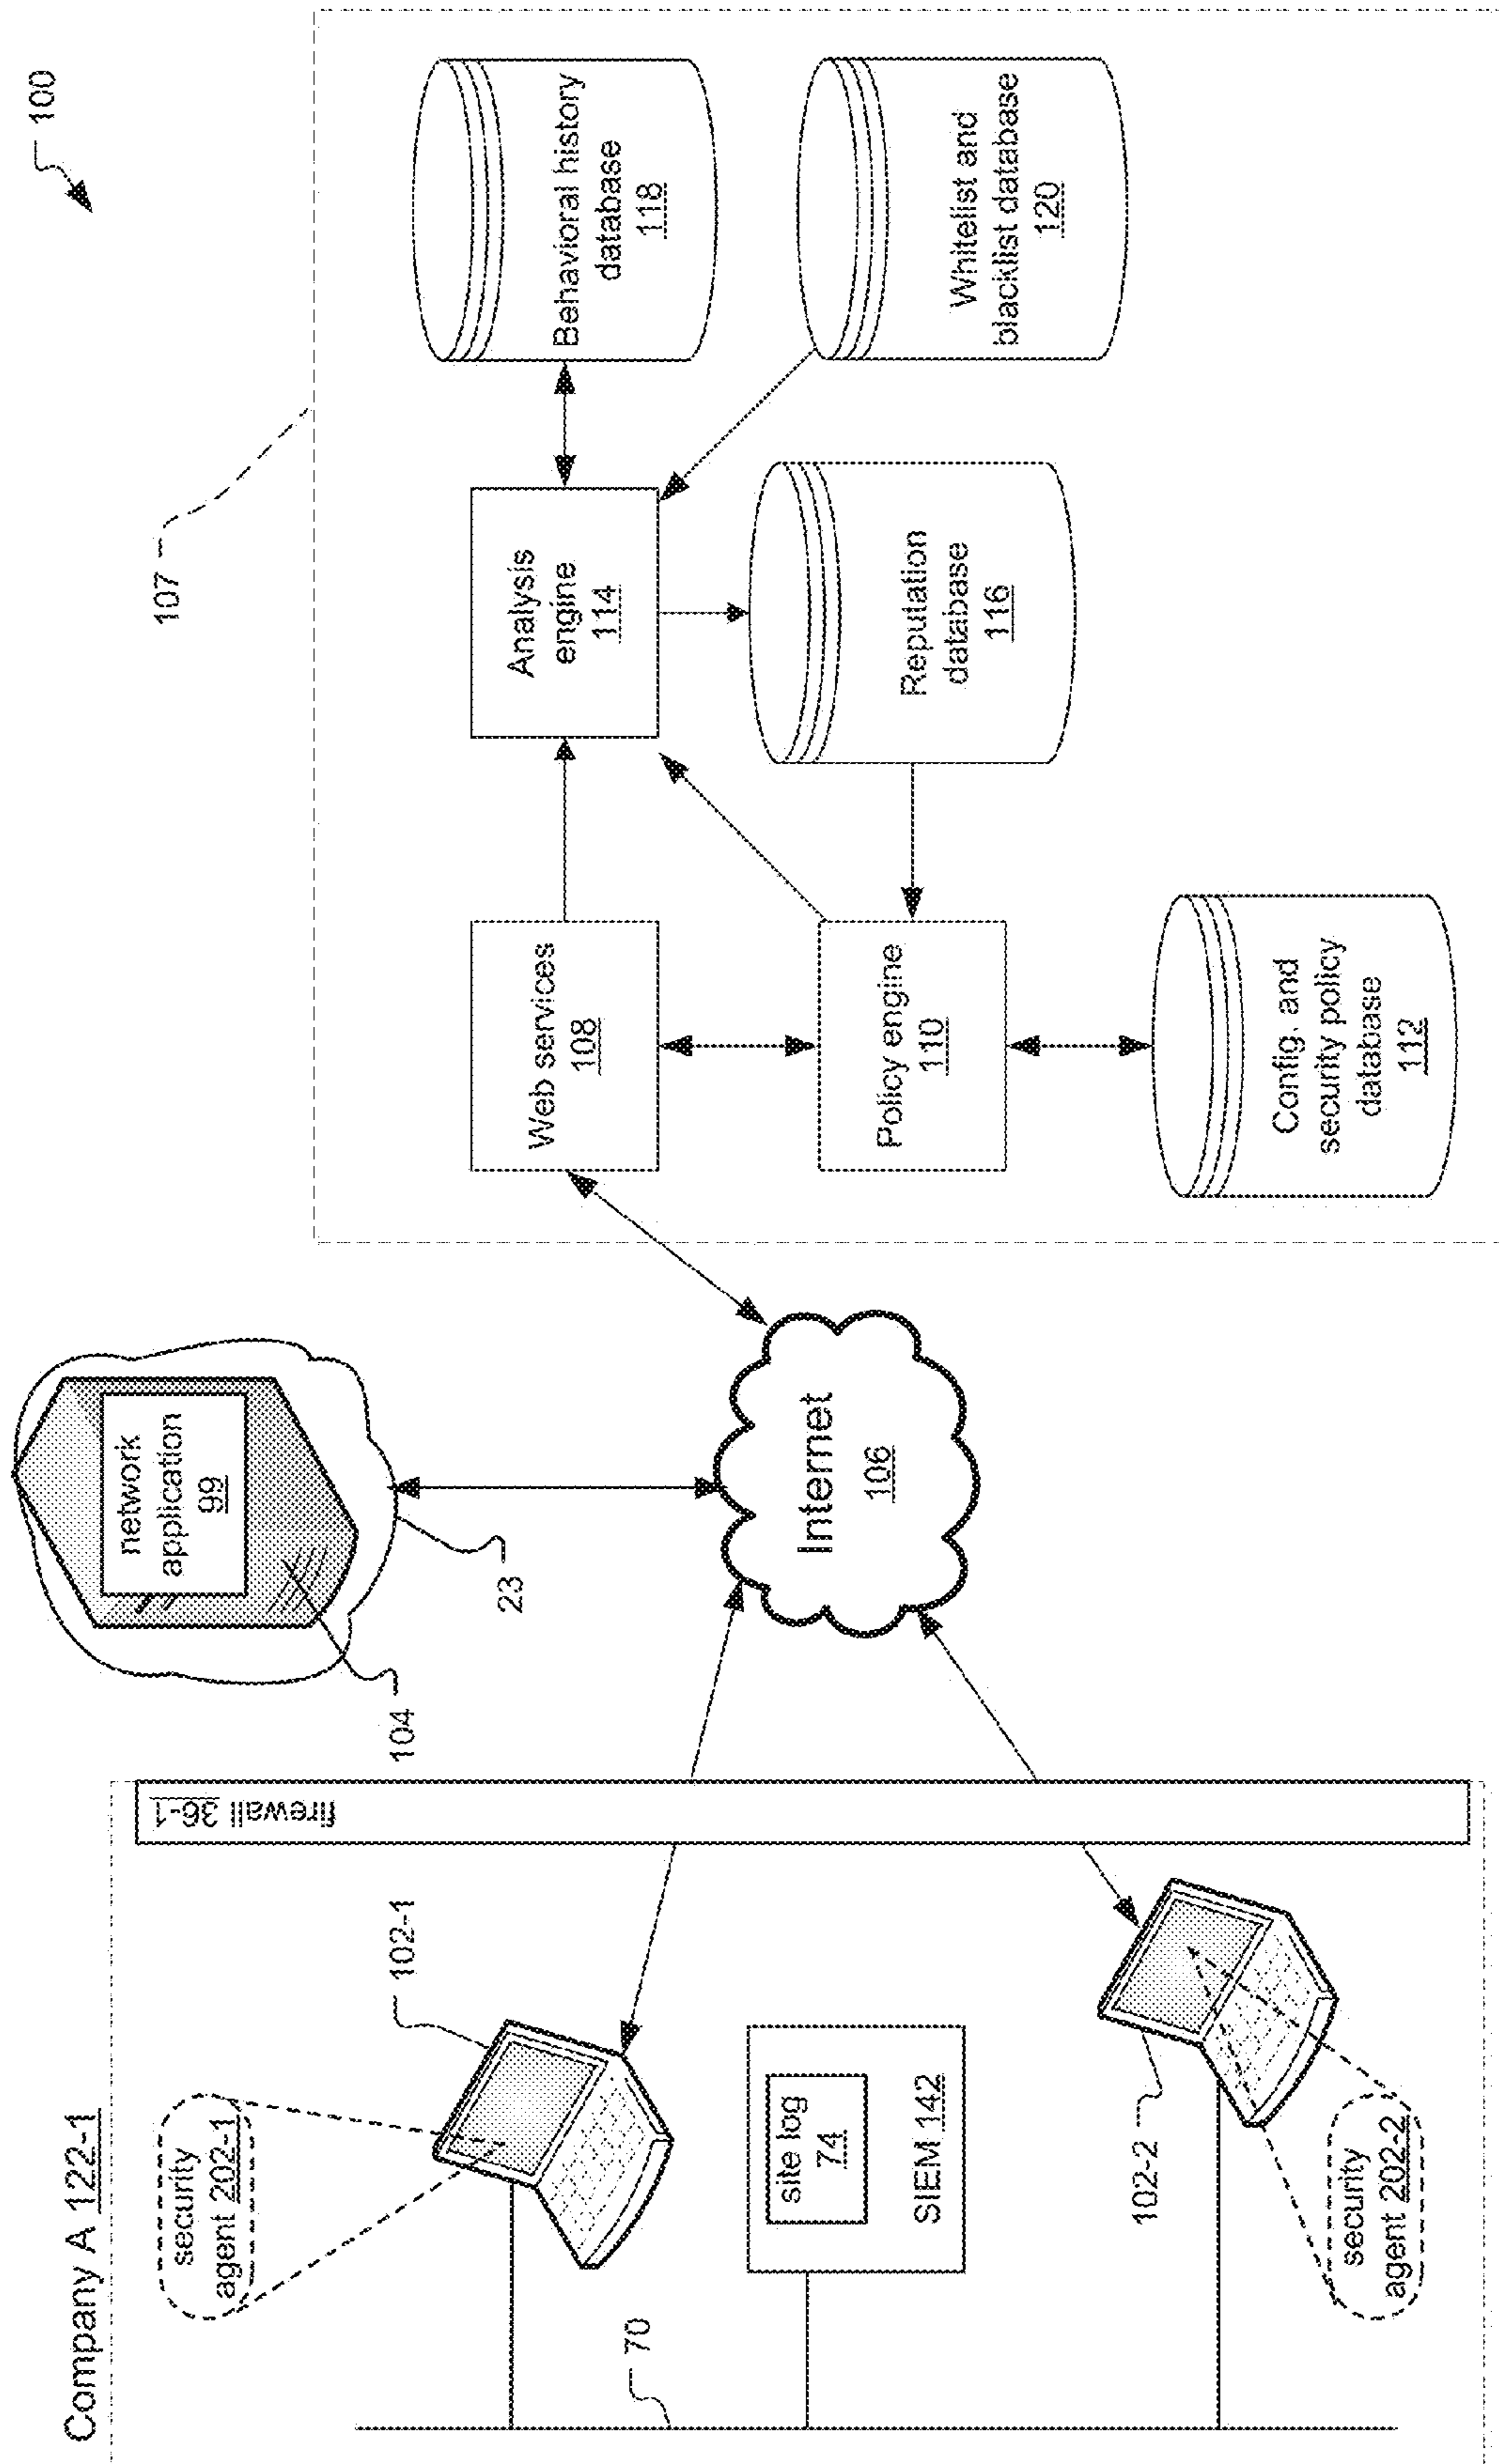 100
107
Company A 122-1
security
agent 202-1
102-1
firewall 36-1
70
site log
74
SIEM 142
102-2
security
agent 202-2
network
application
99
104
23
Internet
106
Web services
108
Policy engine
110
Config. and
security policy
database
112
Analysis
engine
114
Reputation
database
116
Behavioral history
database
118
Whitelist and
blacklist database
120